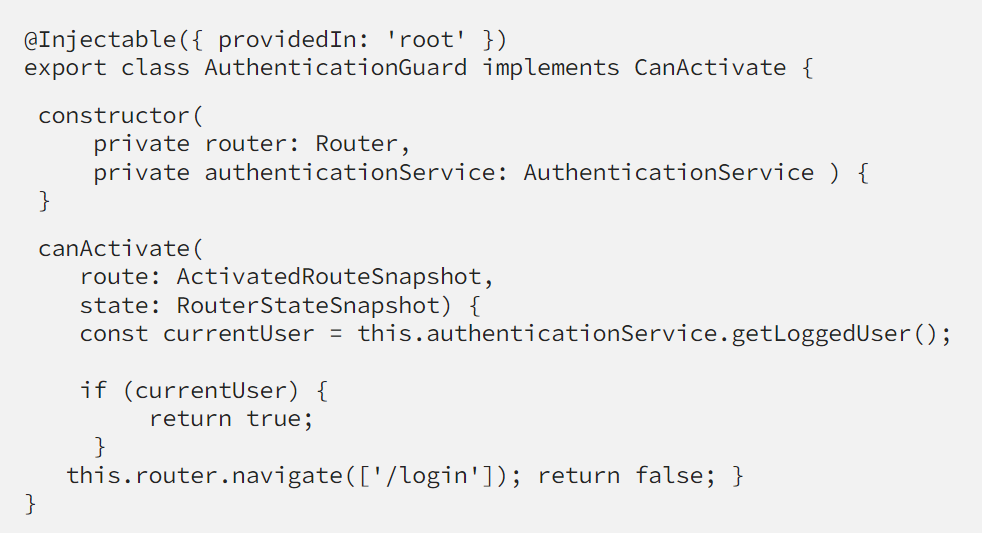 @Injectable({ providedIn: 'root' })
export class AuthenticationGuard implements CanActivate {
constructor(
private router: Router,
private authenticationService: AuthenticationService ) {
}
canActivate(
route: ActivatedRouteSnapshot,
state: RouterStateSnapshot) {
const currentUser = this.authenticationService.getLoggedUser();
if (currentUser) {
return true;
}
this.router.navigate(['/login']); return false; }
}